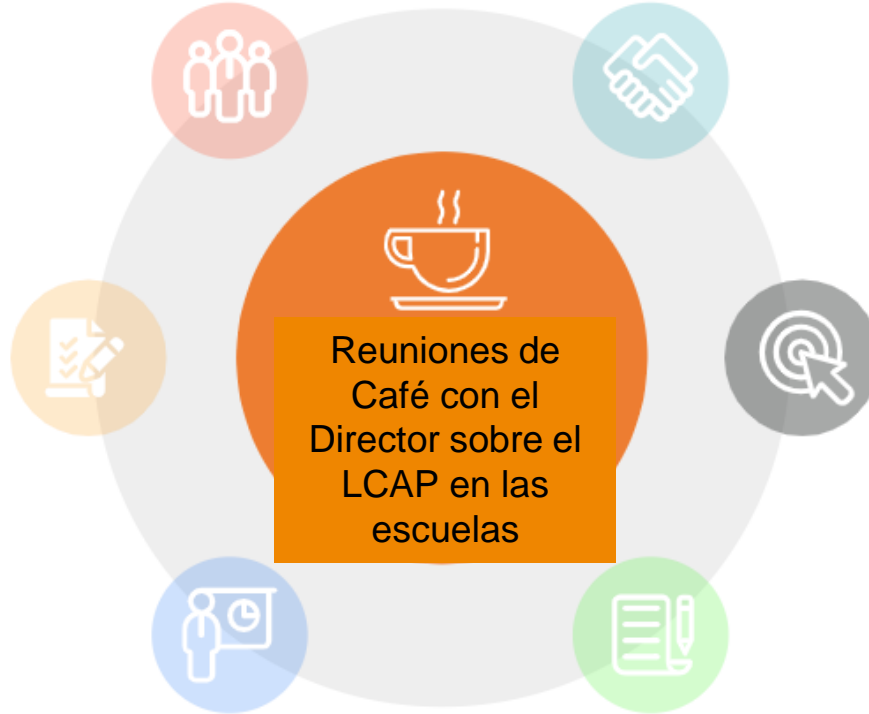 Reuniones de
Café con el
Director sobre el
LCAP en las
escuelas